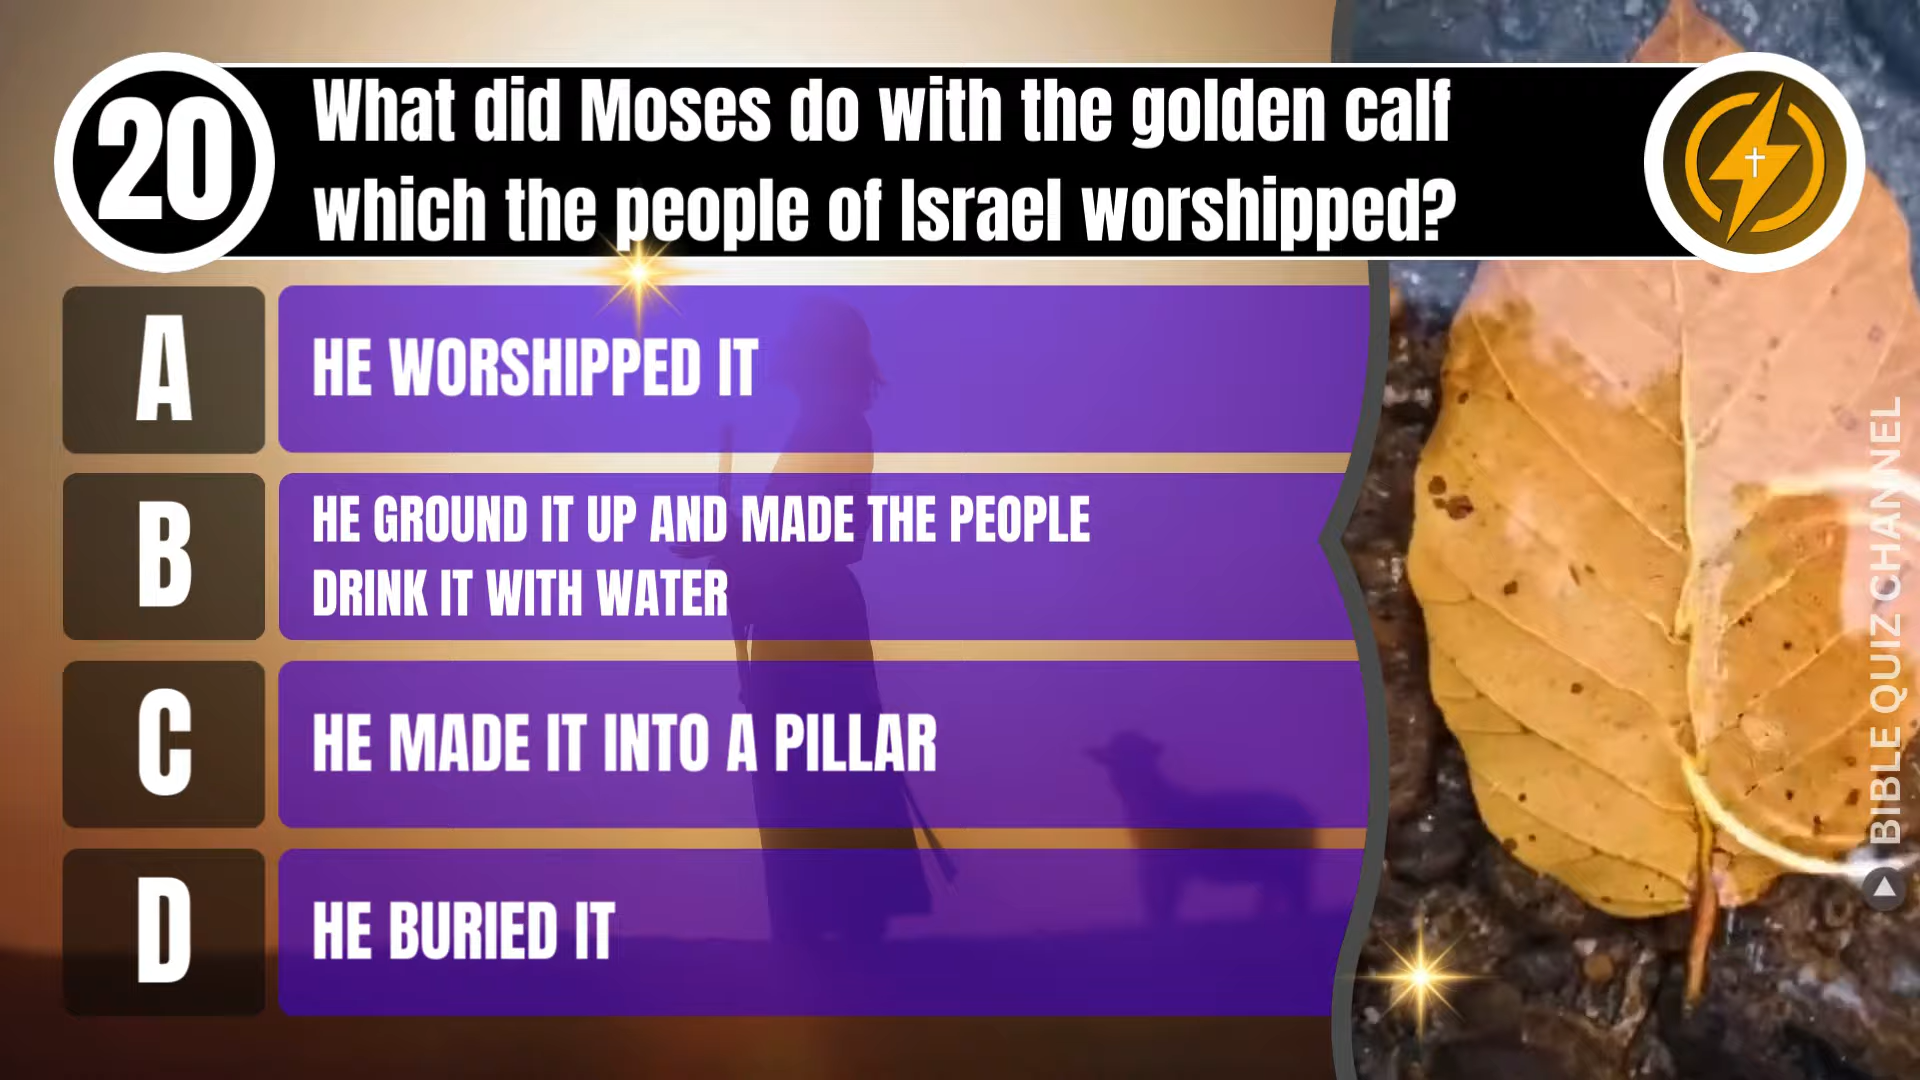 20
What did Moses do with the golden calf
which the people of Israel worshipped?
A
HE WORSHIPPED IT
B
HE GROUND IT UP AND MADE THE PEOPLE
DRINK IT WITH WATER
C
HE MADE IT INTO A PILLAR
D
HE BURIED IT
BIBLE QUIZ CHANNEL